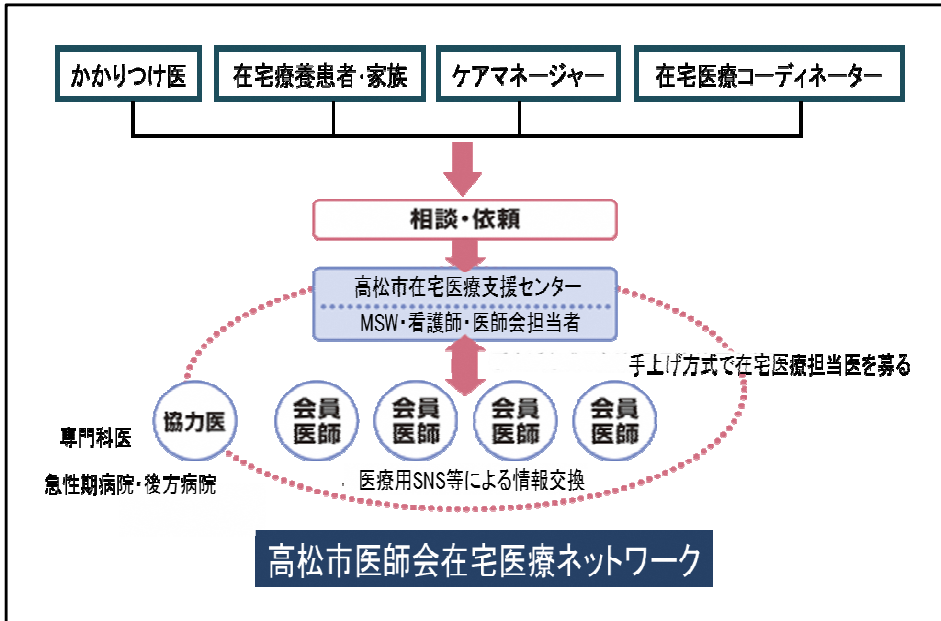 かかりつけ医
在宅療養患者・家族
ケアマネージャー
在宅医療コーディネーター
相談・依頼
高松市在宅医療支援センター
MSW・看護師・医師会担当者
手上げ方式で在宅医療担当医を募る
協力医
会員
医師
会員
医師
会員
医師
会員
医師
専門科医
急性期病院・後方病院
医療用SNS等による情報交換
高松市医師会在宅医療ネットワーク